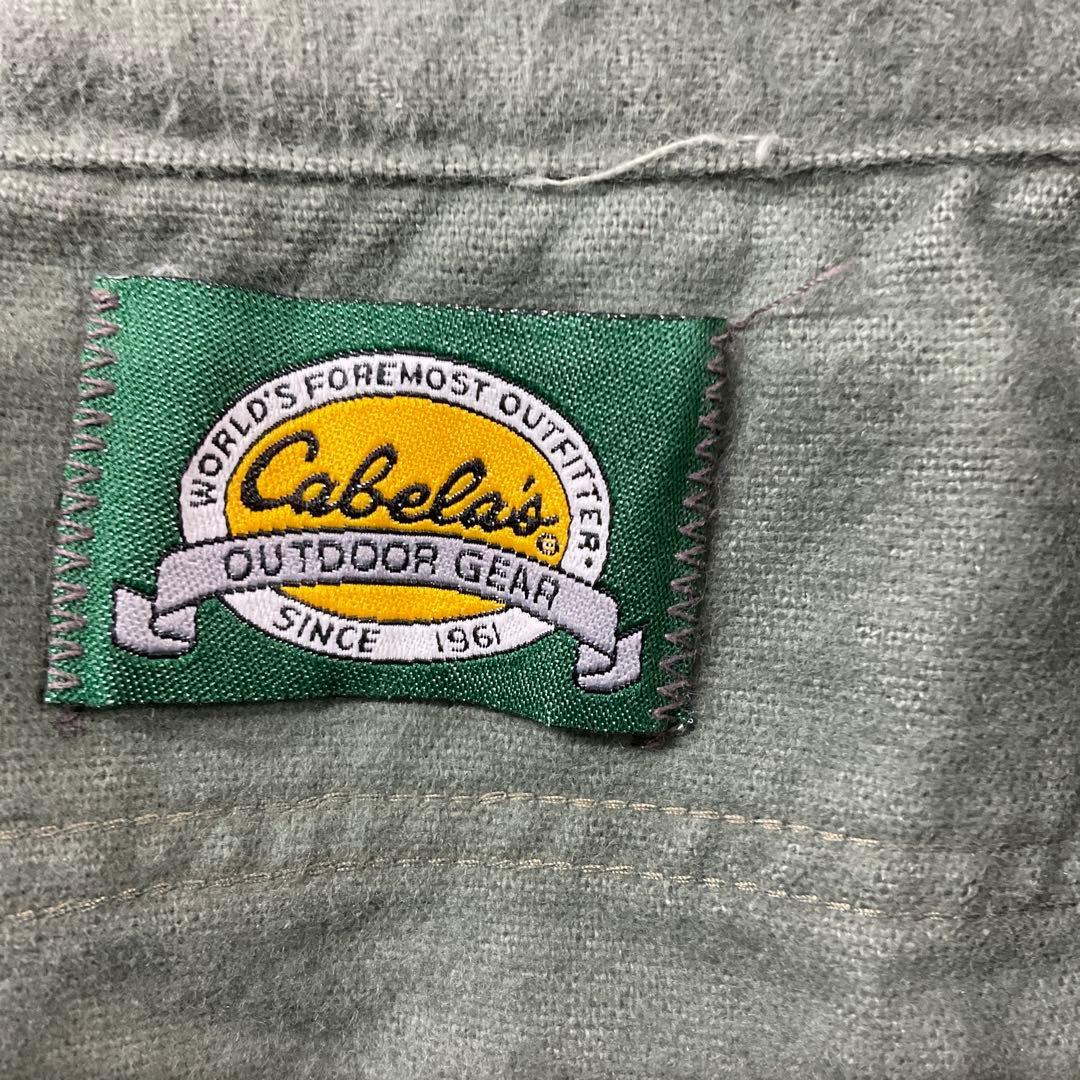 WORLD'S FOREMOST OUTFITTER.
Cabela's®
OUTDOOR GEAR
SINCE 1961